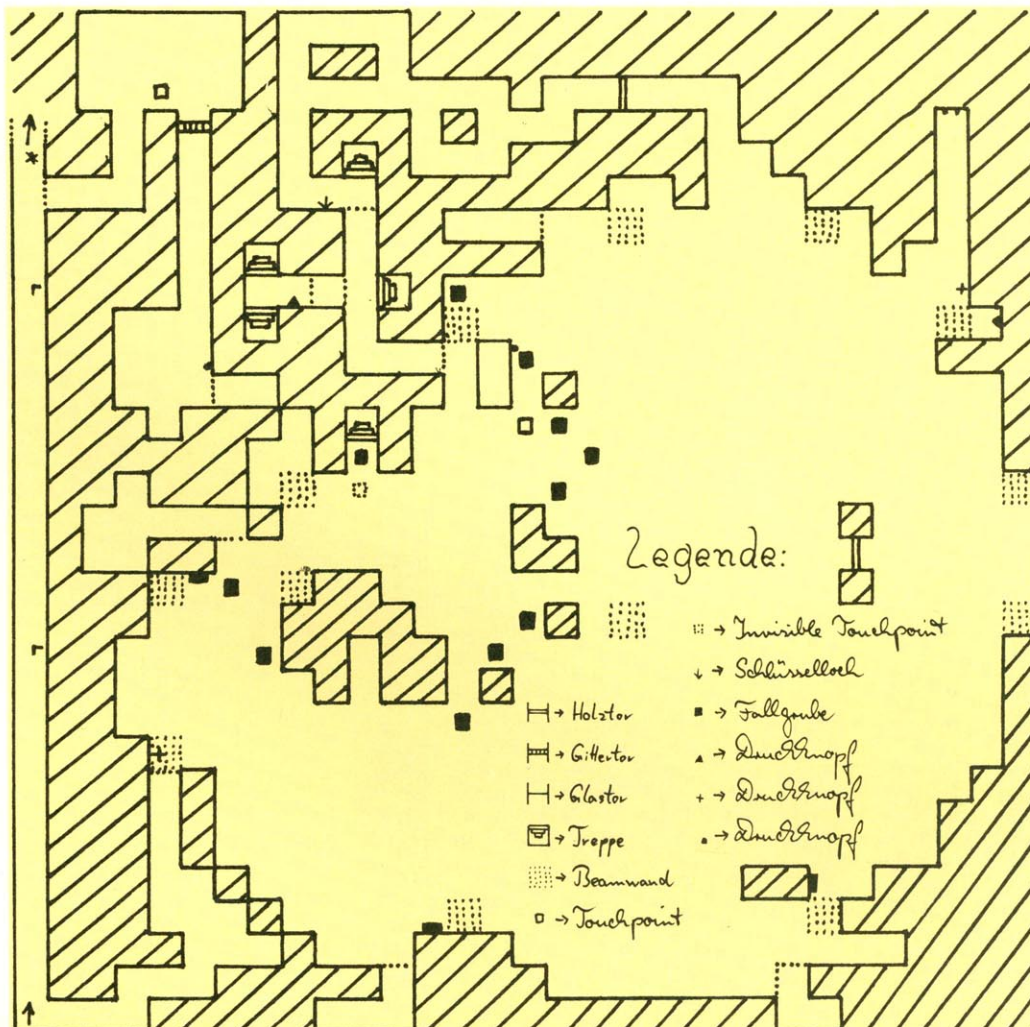 Legende:
→ Invisible Touchpoint
→ Schlüsselloch
→ Holztor
→ Fallgrube
→ Gittertor
→ Druckknopf
→ Glastor
→ Druckknopf
→ Treppe
→ Druckknopf
→ Beamwand
→ Touchpoint